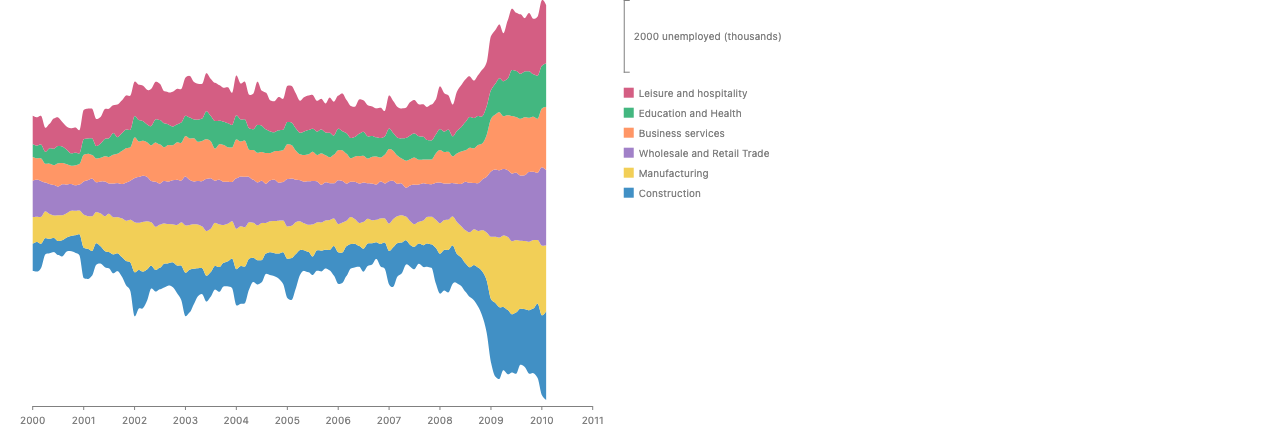 2000 unemployed (thousands)
Leisure and hospitality
Education and Health
Business services
Wholesale and Retail Trade
Manufacturing
Construction
2000 2001 2002 2003 2004 2005 2006 2007 2008 2009 2010 2011